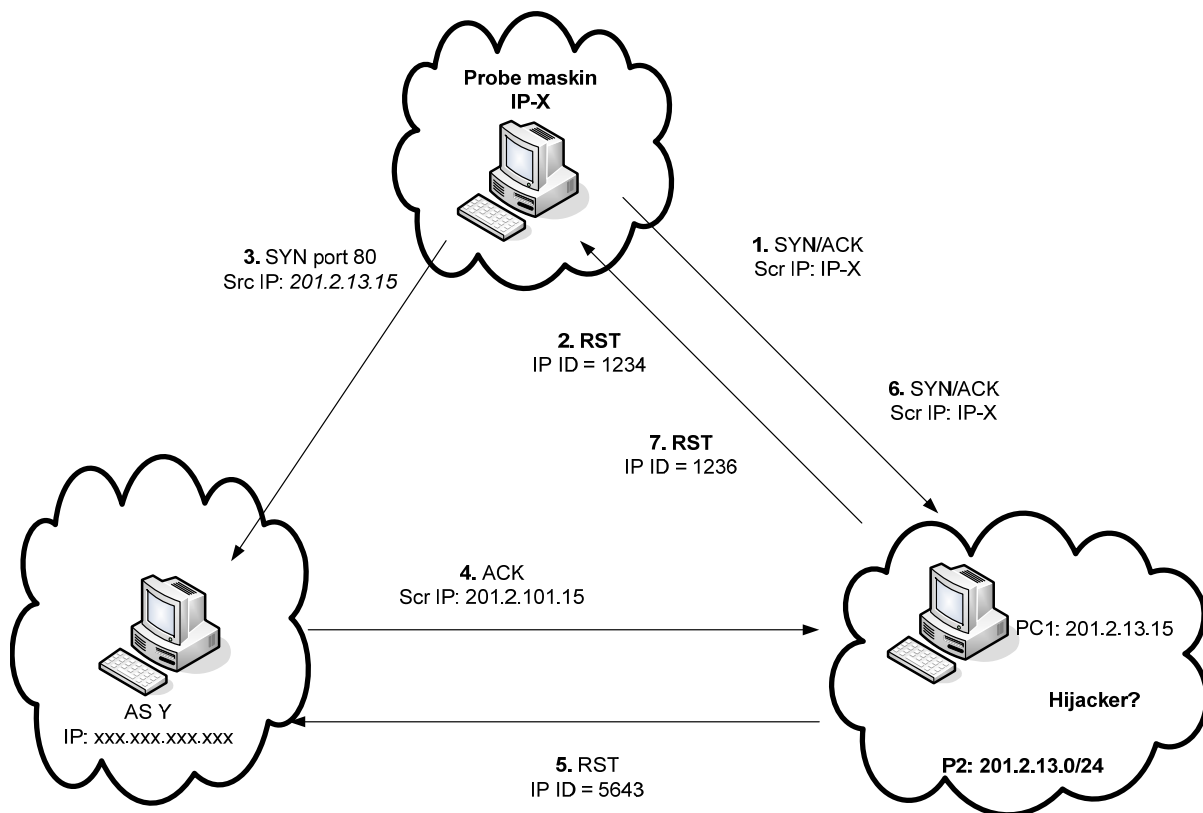 Probe maskin
IP-X
3. SYN port 80
Src IP: 201.2.13.15
1. SYN/ACK
Scr IP: IP-X
2. RST
IP ID = 1234
6. SYN/ACK
Scr IP: IP-X
7. RST
IP ID = 1236
4. ACK
Scr IP: 201.2.101.15
PC1: 201.2.13.15
Hijacker?
AS Y
IP: xxx.xxx.xxx.xxx
5. RST
IP ID = 5643
P2: 201.2.13.0/24